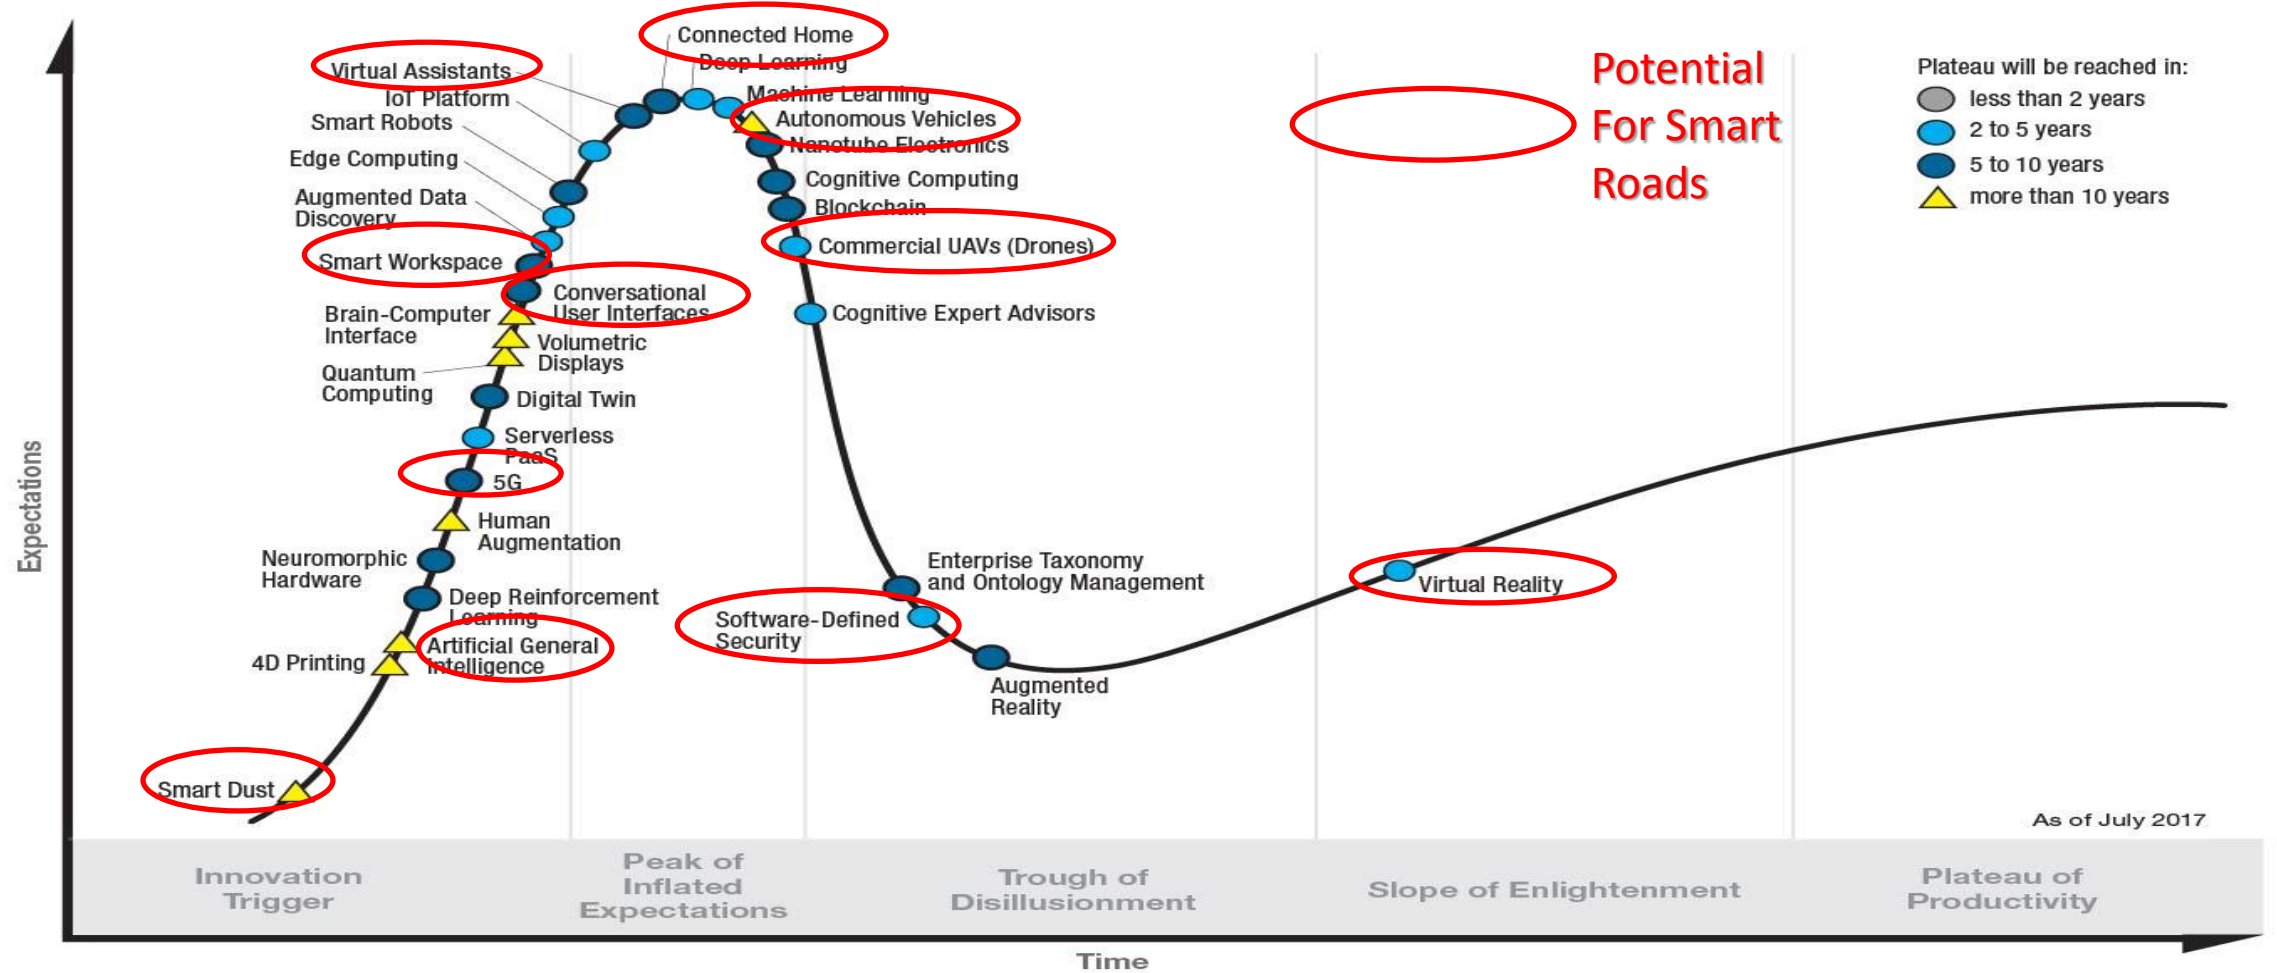 Connected Home
Deep Learning
Virtual Assistants
IoT Platform
Machine Learning
Smart Robots
Autonomous Vehicles
Nanotube Electronics
Edge Computing
Cognitive Computing
Augmented Data
Discovery
Blockchain
Commercial UAVs (Drones)
Smart Workspace
Conversational
User Interfaces
Brain-Computer
Interface
Cognitive Expert Advisors
Volumetric
Displays
Quantum
Computing
Digital Twin
Serverless
PaaS
5G
Human
Augmentation
Neuromorphic
Hardware
Deep Reinforcement
Learning
Artificial General
Intelligence
4D Printing
Smart Dust
Enterprise Taxonomy
and Ontology Management
Software-Defined
Security
Augmented
Reality
Virtual Reality
Potential
For Smart
Roads
Plateau will be reached in:
less than 2 years
2 to 5 years
5 to 10 years
more than 10 years
As of July 2017
Expectations
Innovation
Trigger
Peak of
Inflated
Expectations
Trough of
Disillusionment
Slope of Enlightenment
Plateau of
Productivity
Time